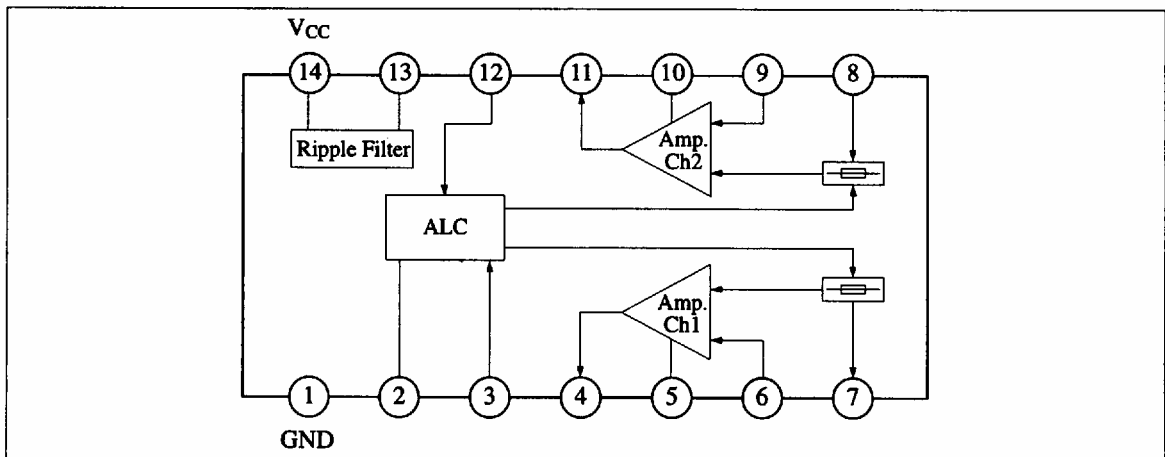 VCC
14 13 12 11 10 9 8
Ripple Filter
Amp.
Ch2
ALC
Amp.
Ch1
1 2 3 4 5 6 7
GND